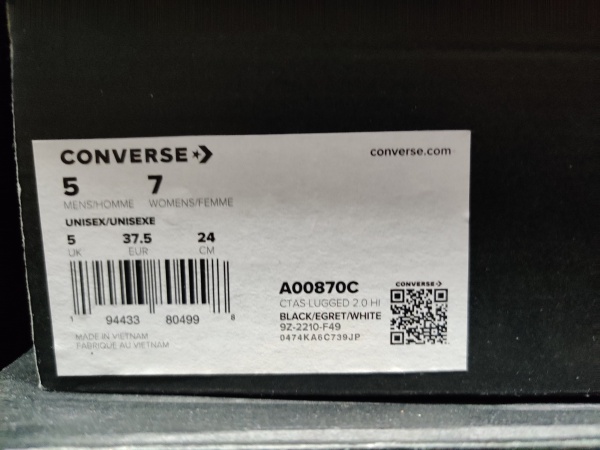 CONVERSE
converse.com
5 7
MENS/HOMME WOMENS/FEMME
UNISEX/UNISEXE
5 37.5 24
UK EUR CM
1 94433 80499 8
MADE IN VIETNAM
FABRIQUE AU VIETNAM
A00870C
CTAS LUGGED 2.0 HI
BLACK/EGRET/WHITE
9Z-2210-F49
0474KA6C739JP
CONVERSE